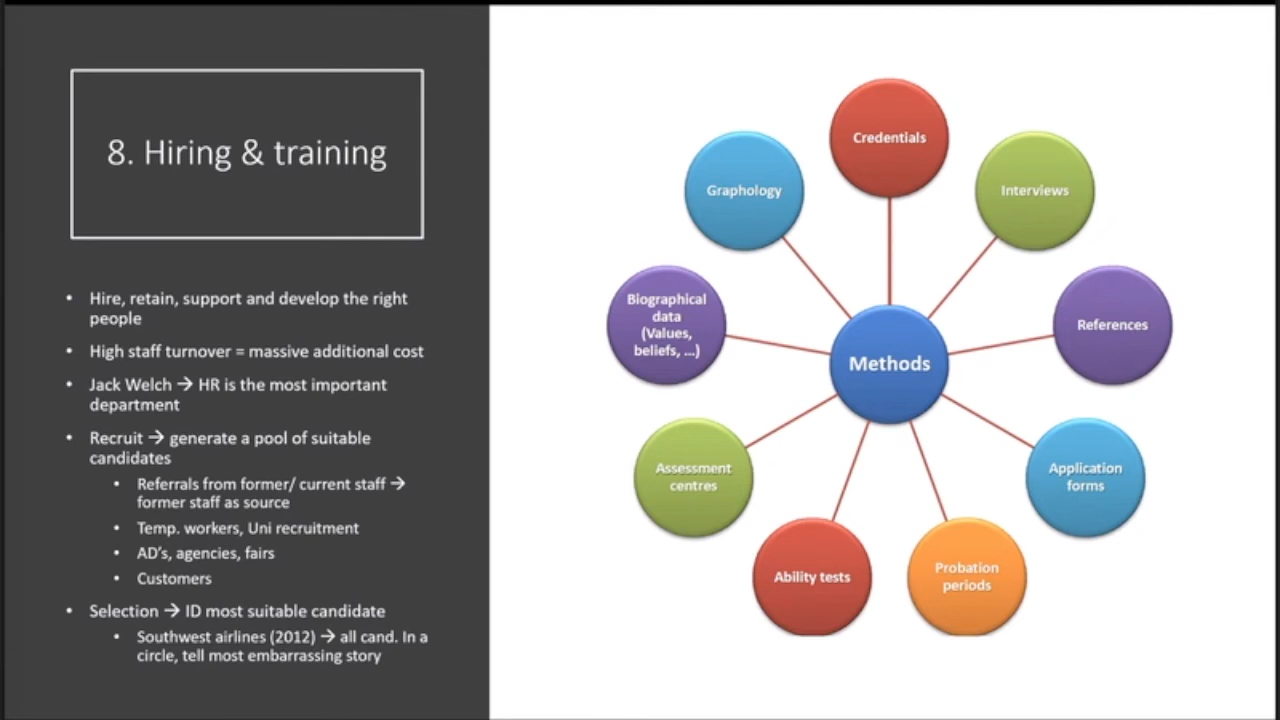 8. Hiring & training
• Hire, retain, support and develop the right
people
• High staff turnover = massive additional cost
• Jack Welch → HR is the most important
department
• Recruit → generate a pool of suitable
candidates
• Referrals from former/ current staff →
former staff as source
• Temp. workers, Uni recruitment
• AD's, agencies, fairs
• Customers
• Selection → ID most suitable candidate
• Southwest airlines (2012) → all cand. In a
circle, tell most embarrassing story
Methods
Credentials
Interviews
References
Application
forms
Probation
periods
Ability tests
Assessment
centres
Biographical
data
(Values,
beliefs, ...)
Graphology